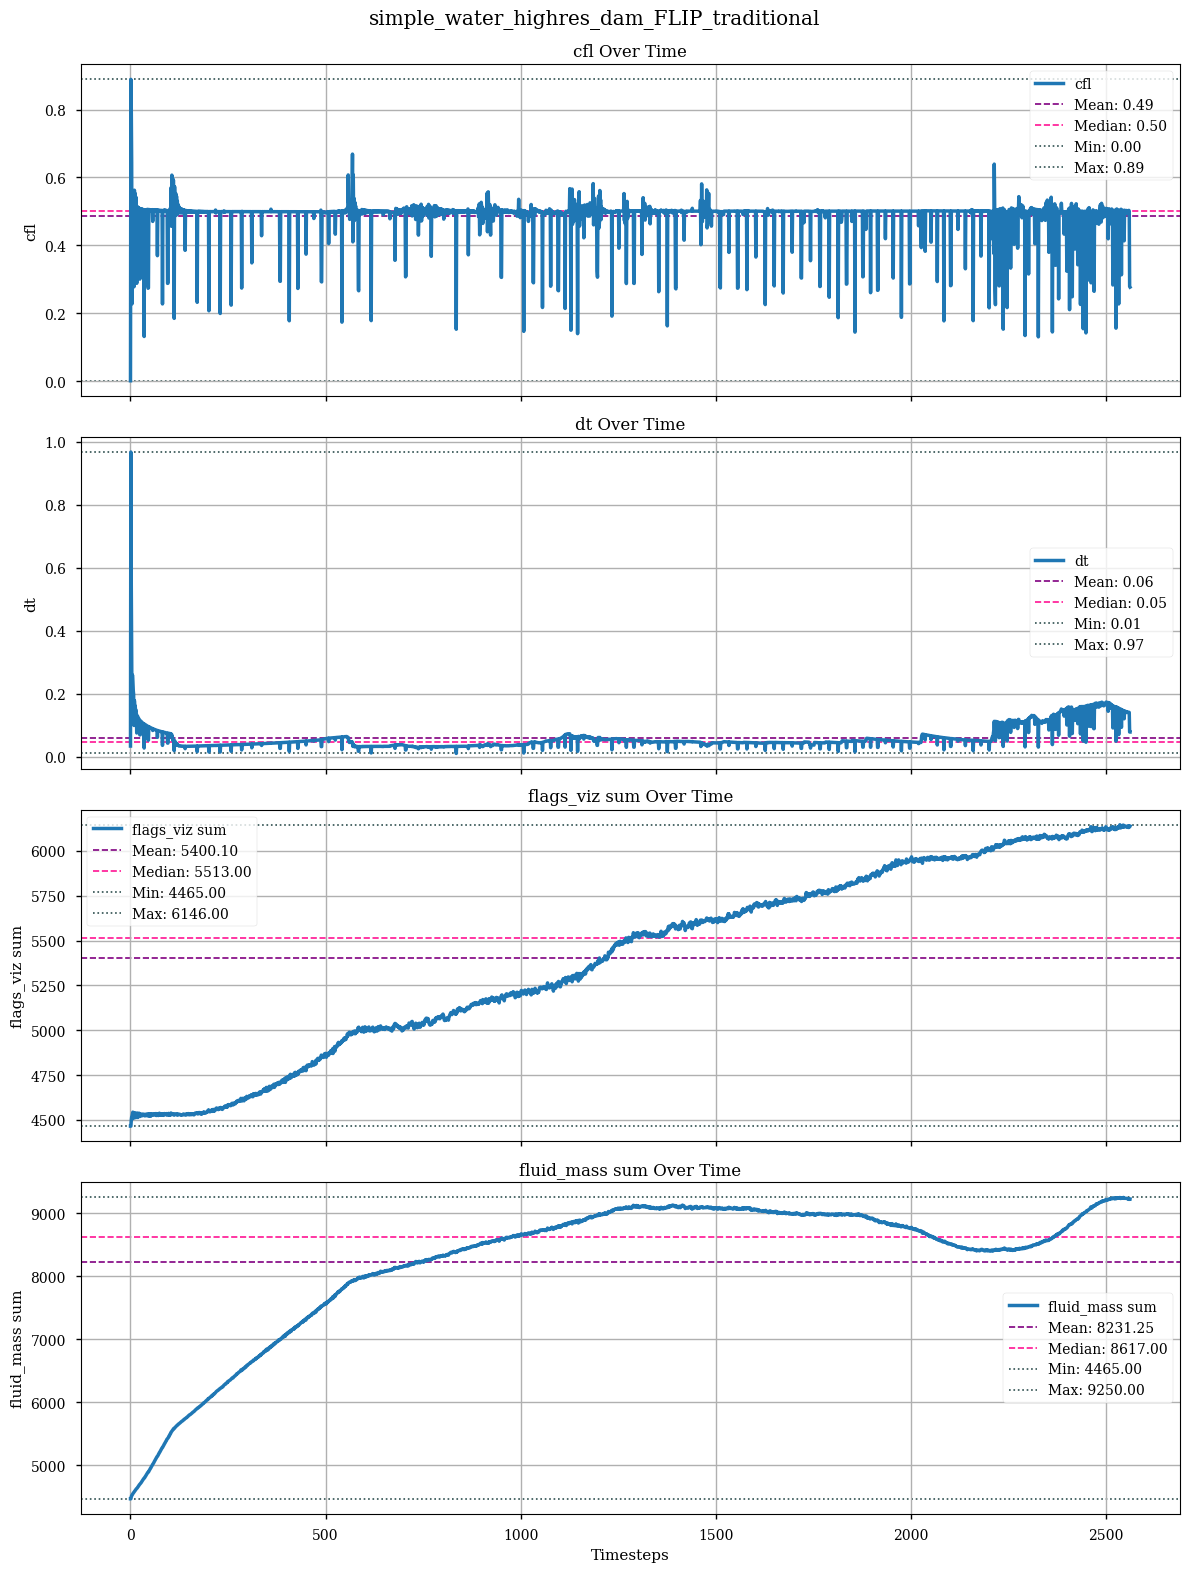 simple_water_highres_dam_FLIP_traditional
cfl Over Time
cfl
0.8
0.6
0.4
0.2
0.0
cfl
Mean: 0.49
Median: 0.50
Min: 0.00
Max: 0.89
dt Over Time
dt
1.0
0.8
0.6
0.4
0.2
0.0
dt
Mean: 0.06
Median: 0.05
Min: 0.01
Max: 0.97
flags_viz sum Over Time
flags_viz sum
6000
5750
5500
5250
5000
4750
4500
flags_viz sum
Mean: 5400.10
Median: 5513.00
Min: 4465.00
Max: 6146.00
fluid_mass sum Over Time
fluid_mass sum
9000
8000
7000
6000
5000
fluid_mass sum
Mean: 8231.25
Median: 8617.00
Min: 4465.00
Max: 9250.00
0 500 1000 1500 2000 2500
Timesteps